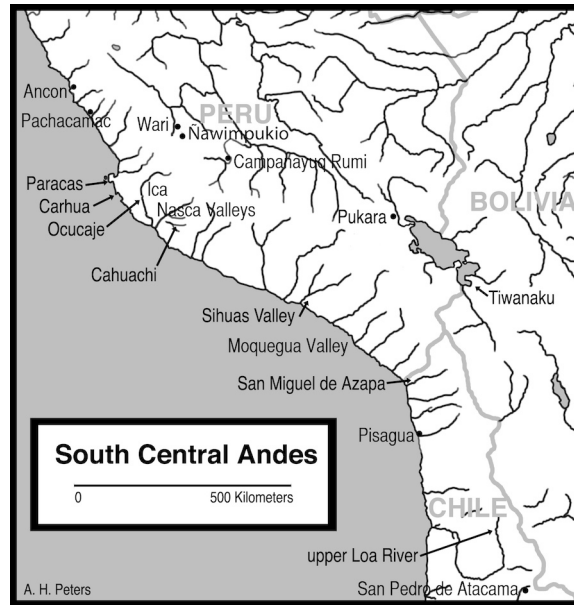 Ancon
PERU
Pachacamac
Wari
Ñawimpukio
Campanayuq Rumi
Paracas
Ica
BOLIVIA
Carhua
Nasca Valleys
Pukara
Ocucaje
Cahuachi
Tiwanaku
Sihuas Valley
Moquegua Valley
San Miguel de Azapa
Pisagua
South Central Andes
0 500 Kilometers
CHILE
upper Loa River
A. H. Peters
San Pedro de Atacama